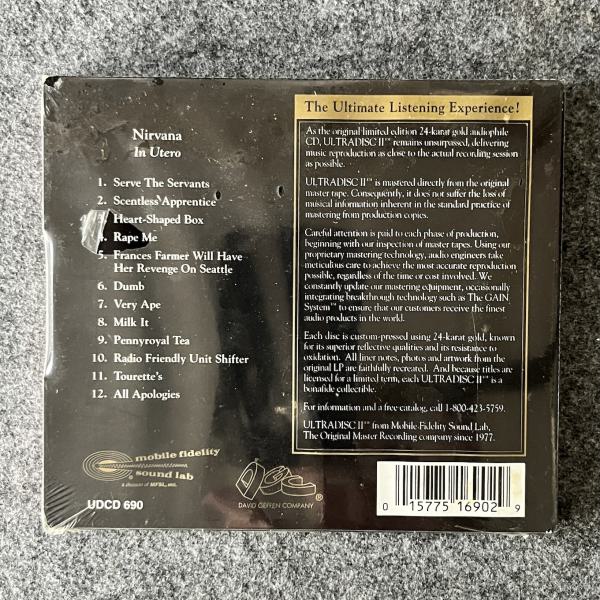 Nirvana
In Utero
1. Serve The Servants
2. Scentless Apprentice
Heart-Shaped Box
4. Rape Me
5. Frances Farmer Will Have
Her Revenge On Seattle
6. Dumb
7. Very Ape
8. Milk It
9. Pennyroyal Tea
10. Radio Friendly Unit Shifter
11. Tourette's
12. All Apologies
mobile fidelity
sound lab
a division of MFSL, inc.
UDCD 690
The Ultimate Listening Experience!
As the original limited edition 24-karat gold audiophile
CD, ULTRADISC II™ remains unsurpassed, delivering
music reproduction as close to the actual recording session
as possible.
ULTRADISC II™ is mastered directly from the original
master tape. Consequently, it does not suffer the loss of
musical information inherent in the standard practice of
mastering from production copies.
Careful attention is paid to each phase of production,
beginning with our inspection of master tapes. Using our
proprietary mastering technology, audio engineers take
meticulous care to achieve the most accurate reproduction
possible, regardless of the time or cost involved. We
constantly update our mastering equipment, occasionally
integrating breakthrough technology such as The GAIN
System™ to ensure that our customers receive the finest
audio products in the world.
Each disc is custom-pressed using 24-karat gold, known
for its superior reflective qualities and its resistance to
oxidation. All liner notes, photos and artwork from the
original LP are faithfully recreated. And because titles are
licensed for a limited term, each ULTRADISC II™ is a
bonafide collectible.
For information and a free catalog, call 1-800-423-5759.
ULTRADISC II™ from Mobile Fidelity Sound Lab,
The Original Master Recording company since 1977.
DGC®
DAVID GEFFEN COMPANY
0 15775 16902 9